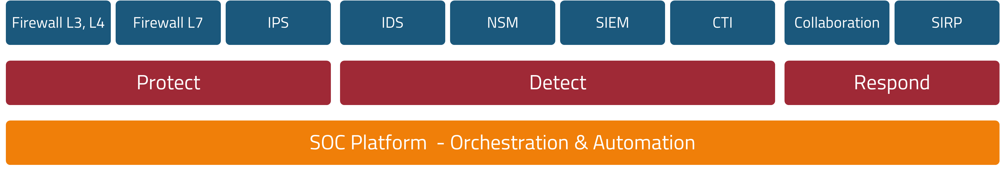 Firewall L3, L4
Firewall L7
IPS
IDS
NSM
SIEM
CTI
Collaboration
SIRP
Protect
Detect
Respond
SOC Platform - Orchestration & Automation